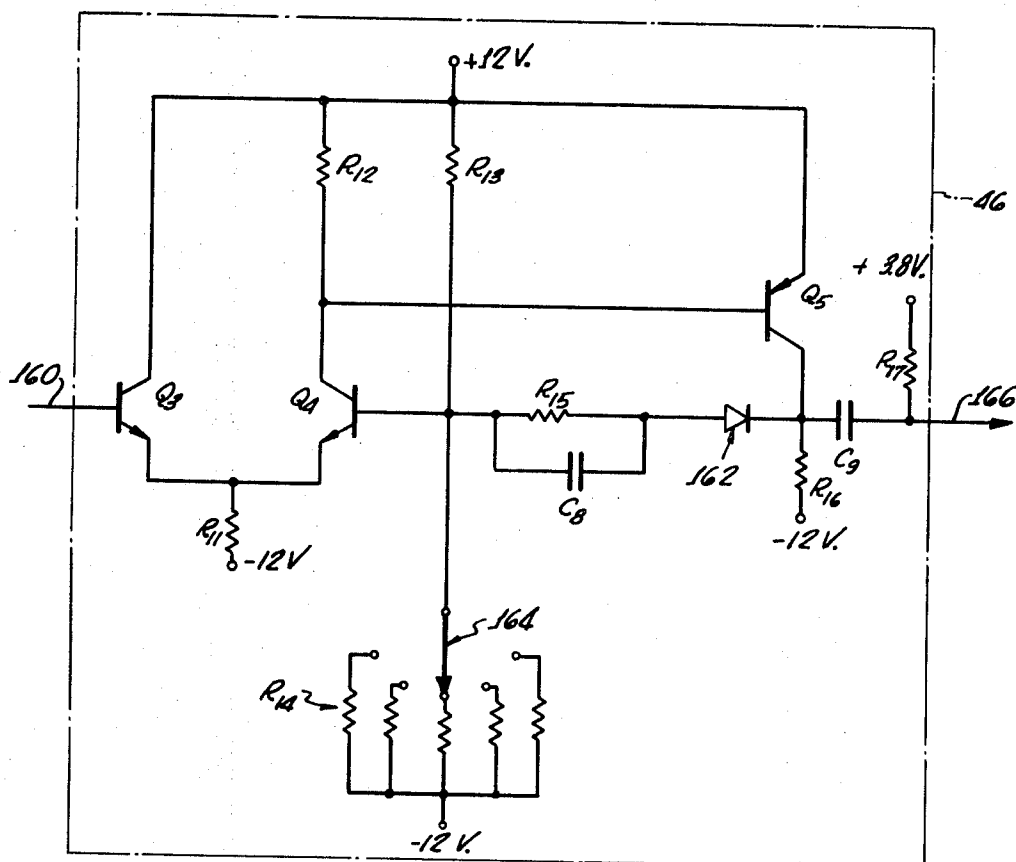 +12V.
R12
R13
46
+ 3.8V.
Q5
160
Q3
Q4
R15
R17
166
162
C9
C8
R16
R11
-12V
-12V.
164
R14
-12V.